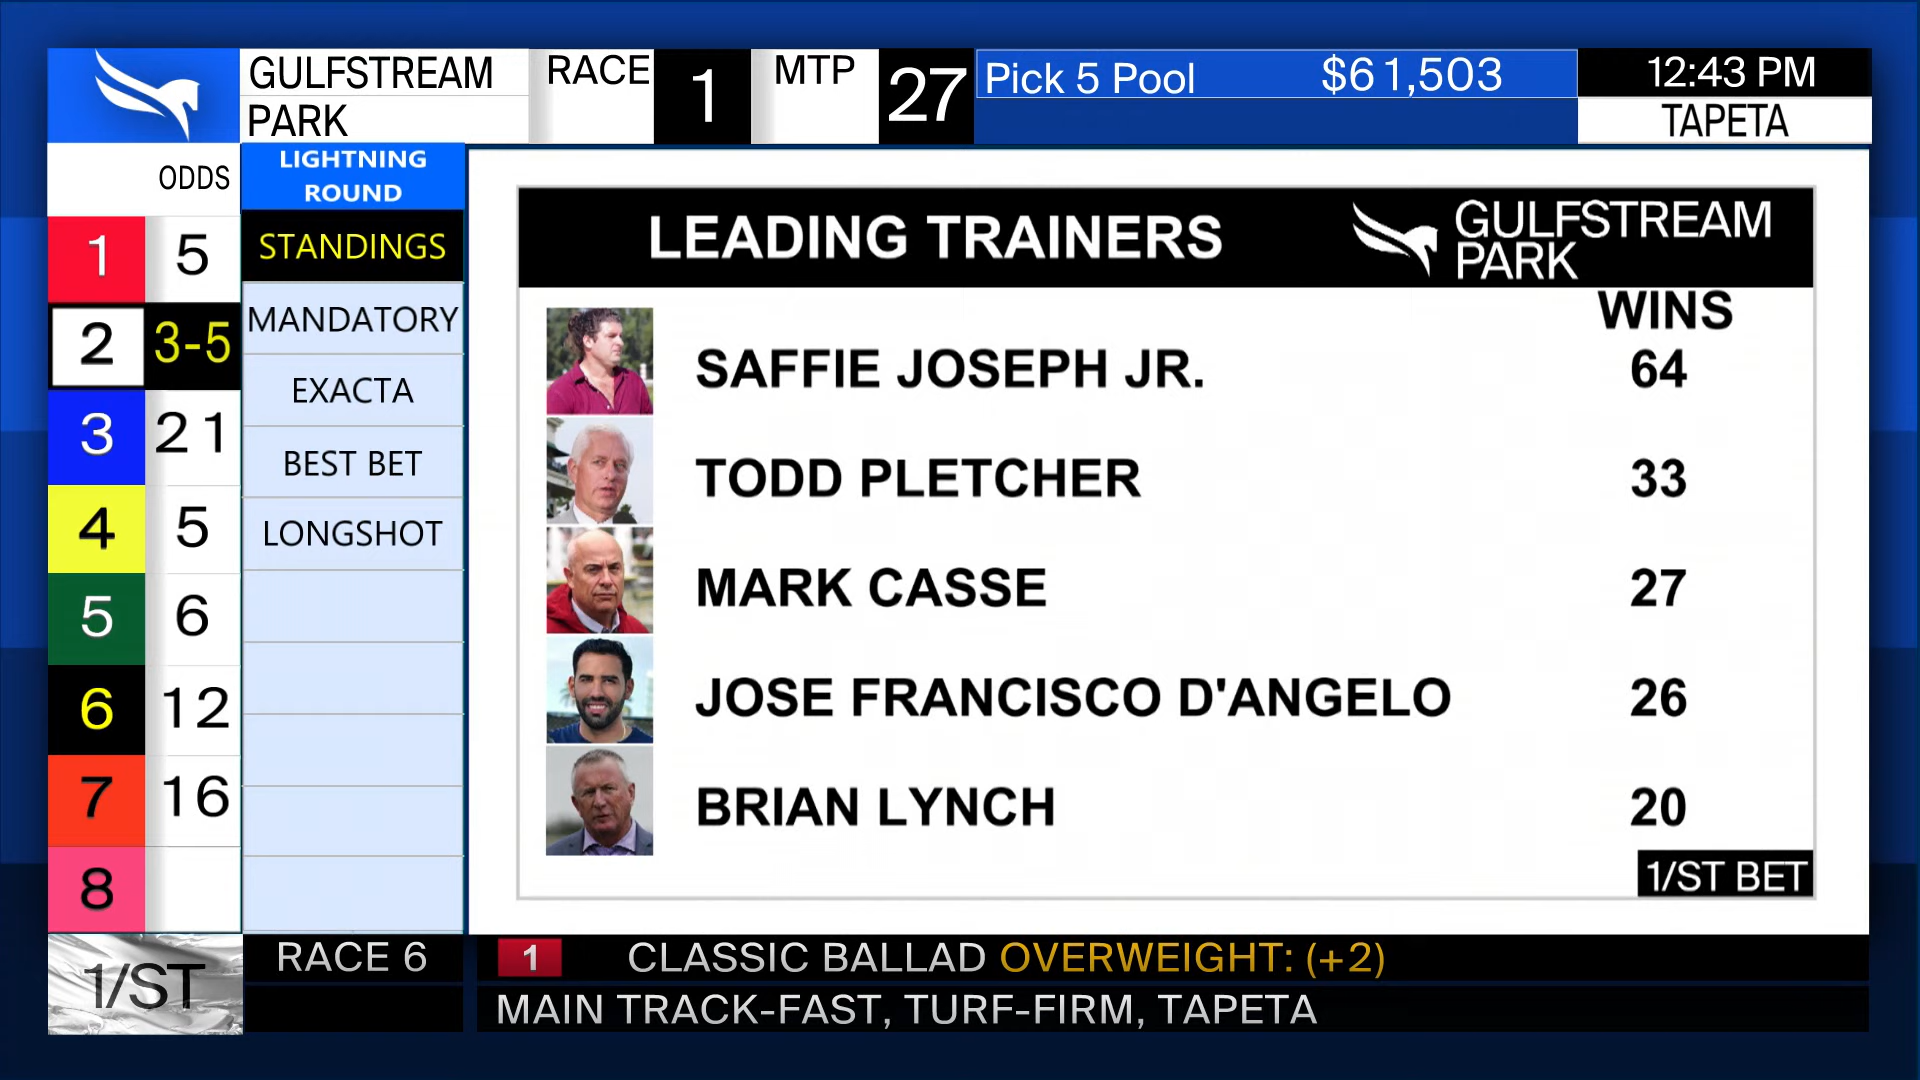 GULFSTREAM
PARK
RACE
1
MTP
27
Pick 5 Pool $61,503
12:43 PM
TAPETA
ODDS
1 5
2 3-5
3 21
4 5
5 6
6 12
7 16
8
LIGHTNING
ROUND
STANDINGS
MANDATORY
EXACTA
BEST BET
LONGSHOT
LEADING TRAINERS
GULFSTREAM
PARK
WINS
SAFFIE JOSEPH JR. 64
TODD PLETCHER 33
MARK CASSE 27
JOSE FRANCISCO D'ANGELO 26
BRIAN LYNCH 20
1/ST BET
1/ST
RACE 6
1 CLASSIC BALLAD OVERWEIGHT: (+2)
MAIN TRACK-FAST, TURF-FIRM, TAPETA